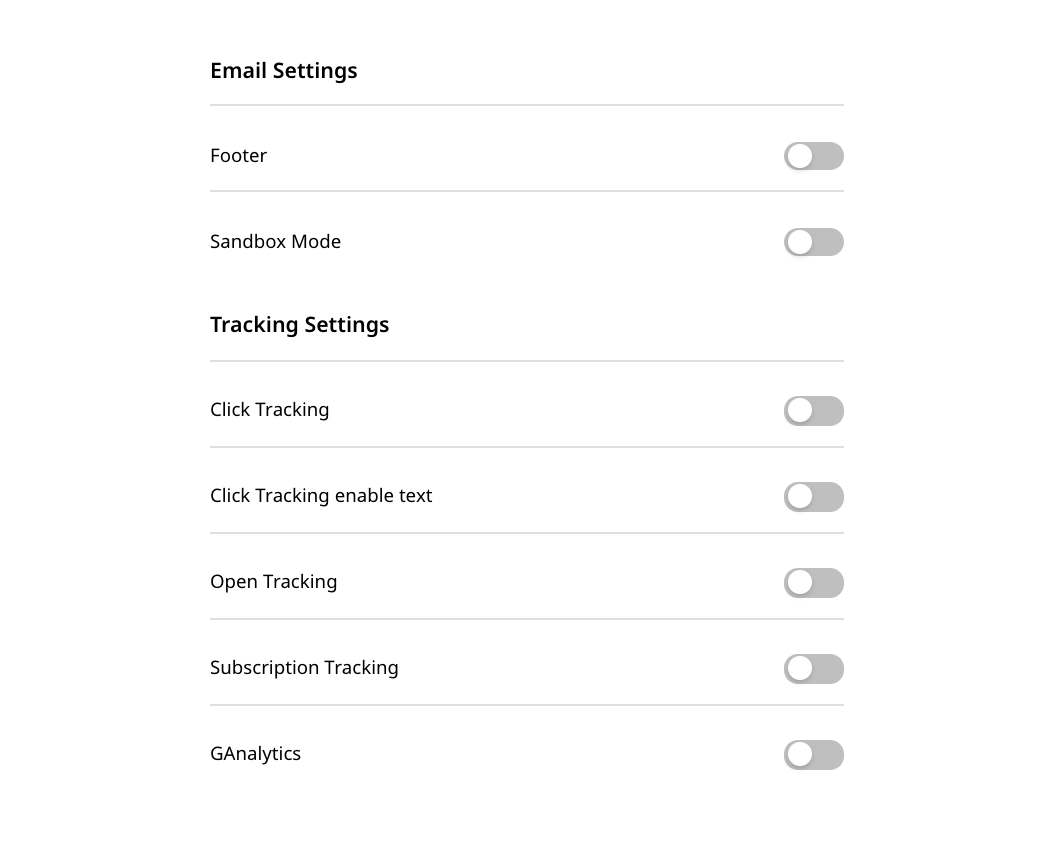 Email Settings
Footer
Sandbox Mode
Tracking Settings
Click Tracking
Click Tracking enable text
Open Tracking
Subscription Tracking
GAnalytics